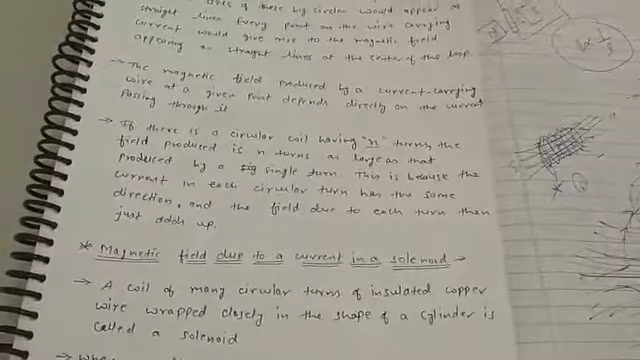 arcs of these big circles would appear as
straight lines Every point on the wire carrying
current would give rise to the magnetic field
appearing as straight lines at the center of the loop.
→ The magnetic field produced by a current-carrying
wire at a given point depends directly on the current
passing through it
→ If there is a circular coil having "n" turns the
field produced is n turns as large as that
produced by a single turn. This is because the
current in each circular turn has the same
direction, and the field due to each turn then
just adds up.
* Magnetic field due to a current in a solenoid →
→ A coil of many circular turns of insulated copper
wire wrapped closely in the shape of a cylinder is
called a solenoid